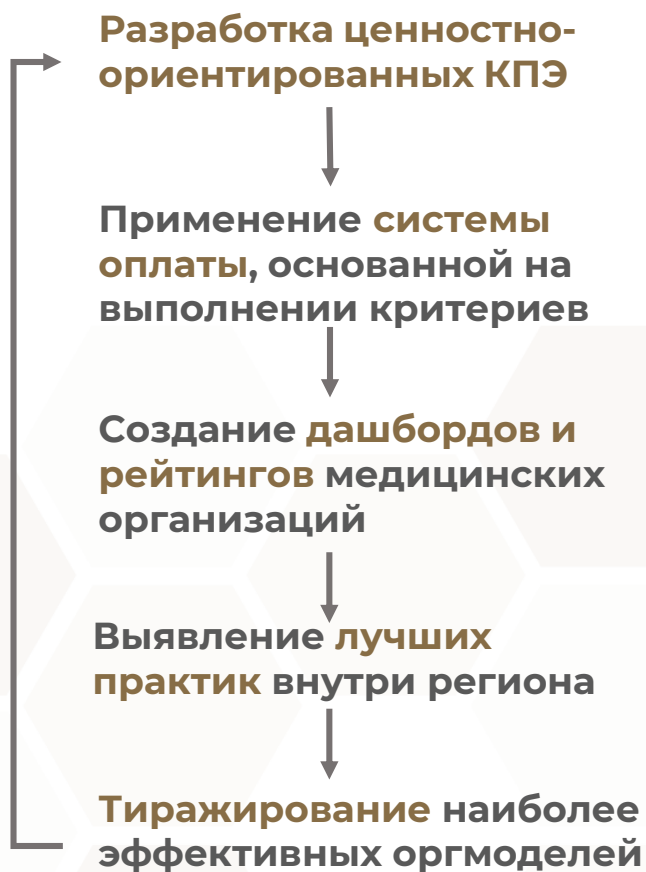 Разработка ценностно-
ориентированных КПЭ
Применение системы
оплаты, основанной на
выполнении критериев
Создание дашбордов и
рейтингов медицинских
организаций
Выявление лучших
практик внутри региона
Тиражирование наиболее
эффективных оргмоделей